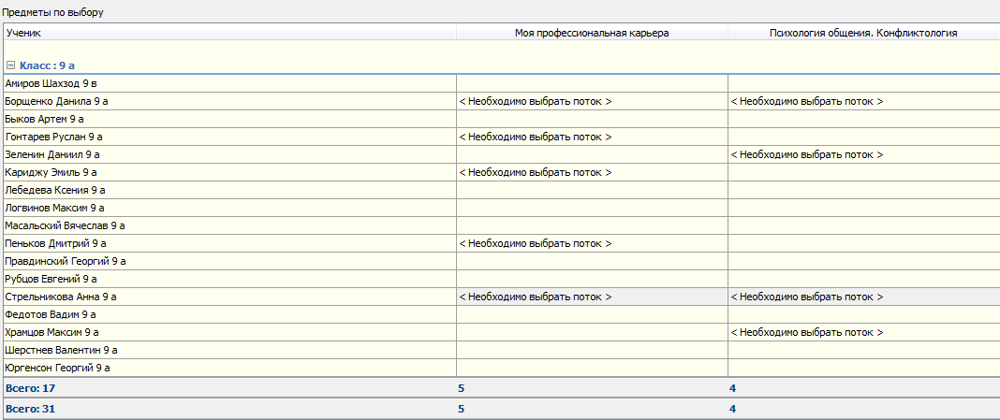 Предметы по выбору
Ученик Моя профессиональная карьера Психология общения. Конфликтология
Класс : 9 а
Амиров Шахзод 9 в
Борщенко Данила 9 а < Необходимо выбрать поток > < Необходимо выбрать поток >
Быков Артем 9 а
Гонтарев Руслан 9 а < Необходимо выбрать поток >
Зеленин Даниил 9 а < Необходимо выбрать поток >
Кариджу Эмиль 9 а < Необходимо выбрать поток >
Лебедева Ксения 9 а
Логвинов Максим 9 а
Масальский Вячеслав 9 а
Пеньков Дмитрий 9 а < Необходимо выбрать поток >
Правдинский Георгий 9 а
Рубцов Евгений 9 а
Стрельникова Анна 9 а < Необходимо выбрать поток > < Необходимо выбрать поток >
Федотов Вадим 9 а
Храмцов Максим 9 а < Необходимо выбрать поток >
Шерстнев Валентин 9 а
Юргенсон Георгий 9 а
Всего: 17 5 4
Всего: 31 5 4